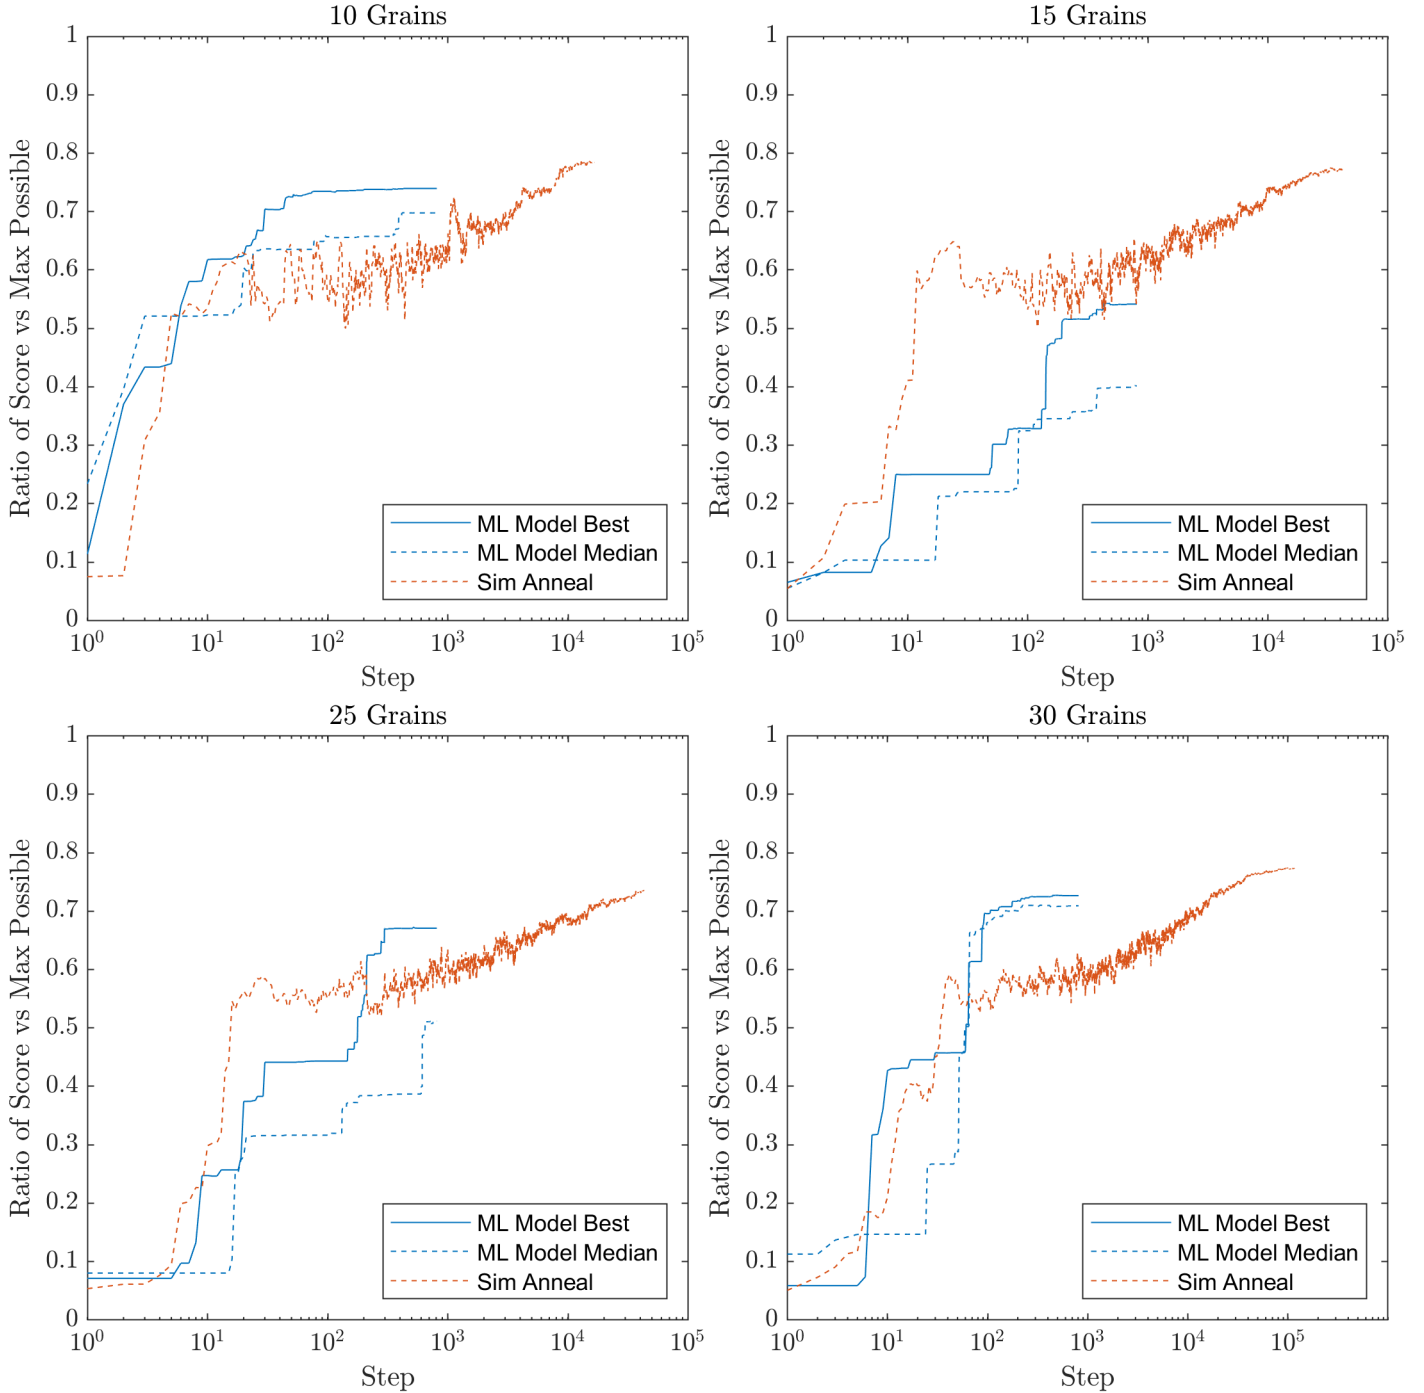 10 Grains
Ratio of Score vs Max Possible
1
0.9
0.8
0.7
0.6
0.5
0.4
0.3
0.2
0.1
0
ML Model Best
ML Model Median
Sim Anneal
10^0 10^1 10^2 10^3 10^4 10^5
Step
15 Grains
Ratio of Score vs Max Possible
1
0.9
0.8
0.7
0.6
0.5
0.4
0.3
0.2
0.1
0
ML Model Best
ML Model Median
Sim Anneal
10^0 10^1 10^2 10^3 10^4 10^5
Step
25 Grains
Ratio of Score vs Max Possible
1
0.9
0.8
0.7
0.6
0.5
0.4
0.3
0.2
0.1
0
ML Model Best
ML Model Median
Sim Anneal
10^0 10^1 10^2 10^3 10^4 10^5
Step
30 Grains
Ratio of Score vs Max Possible
1
0.9
0.8
0.7
0.6
0.5
0.4
0.3
0.2
0.1
0
ML Model Best
ML Model Median
Sim Anneal
10^0 10^1 10^2 10^3 10^4 10^5
Step